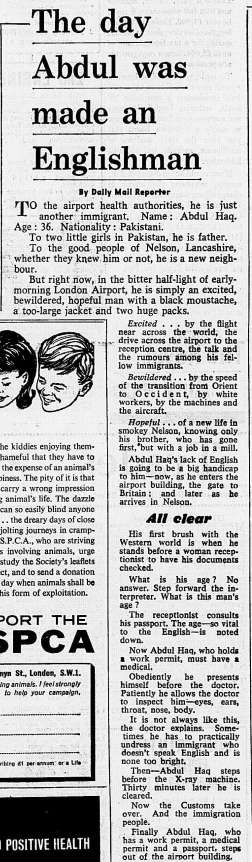 The day
Abdul was
made an
Englishman
By Daily Mail Reporter
TO the airport health authorities, he is just
another immigrant. Name: Abdul Haq.
Age: 36. Nationality: Pakistani.
To two little girls in Pakistan, he is father.
To the good people of Nelson, Lancashire,
whether they knew him or not, he is a new neigh-
bour.
But right now, in the bitter half-light of early-
morning London Airport, he is simply an excited,
bewildered, hopeful man with a black moustache,
a too-large jacket and two huge packs.
Excited . . . by the flight
near across the world, the
drive across the airport to the
reception centre, the talk and
the rumours among his fel-
low immigrants.
Bewildered . . . by the speed
of the transition from Orient
to Occident, by white
workers, by the machines and
the aircraft.
Hopeful . . . of a new life in
smokey Nelson, knowing only
his brother, who has gone
first, but with a job in a mill.
Abdul Haq's lack of English
is going to be a big handicap
to him—now, as he enters the
airport building, the gate to
Britain; and later as he
arrives in Nelson.
All clear
His first brush with the
Western world is when he
stands before a woman recep-
tionist to have his documents
checked.
What is his age? No
answer. Step forward the in-
terpreter. What is this man's
age?
The receptionist consults
his passport. The age—so vital
to the English—is noted
down.
Now Abdul Haq, who holds
a work permit, must have a
medical.
Obediently he presents
himself before the doctor.
Patiently he allows the doctor
to inspect him—eyes, ears,
throat, nose, body.
It is not always like this,
the doctor explains. Some-
times he has to practically
undress an immigrant who
doesn't speak English and is
none too bright.
Then—Abdul Haq steps
before the X-ray machine.
Thirty minutes later he is
cleared.
Now the Customs take
over. And the immigration
people.
Finally Abdul Haq, who
has a work permit, a medical
permit and a passport, steps
out of the airport building,
he kiddies enjoying them-
hameful that they have to
the expense of an animal's
piness. The pity of it is that
carry a wrong impression
g animal's life. The dazzle
can so easily blind anyone
. . the dreary days of close
jolting journeys in cramp-
S.P.C.A., who are striving
s involving animals, urge
study the Society's leaflets
ct, and to send a donation
day when animals shall be
his form of exploitation.
PORT THE
SPCA
myn St., London, S.W.1.
ing animals. I feel strongly
to help your campaign.
ribing £1 per annum or a Life
POSITIVE HEALTH